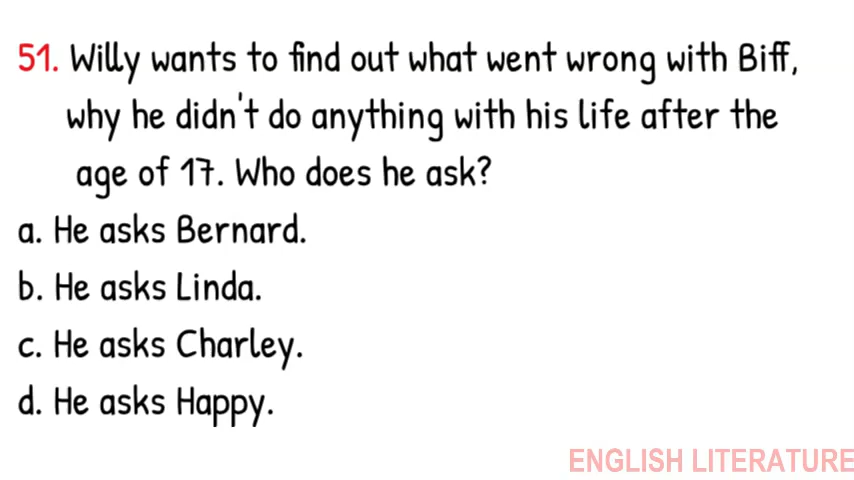 51. Willy wants to find out what went wrong with Biff,
why he didn't do anything with his life after the
age of 17. Who does he ask?
a. He asks Bernard.
b. He asks Linda.
c. He asks Charley.
d. He asks Happy.
ENGLISH LITERATURE